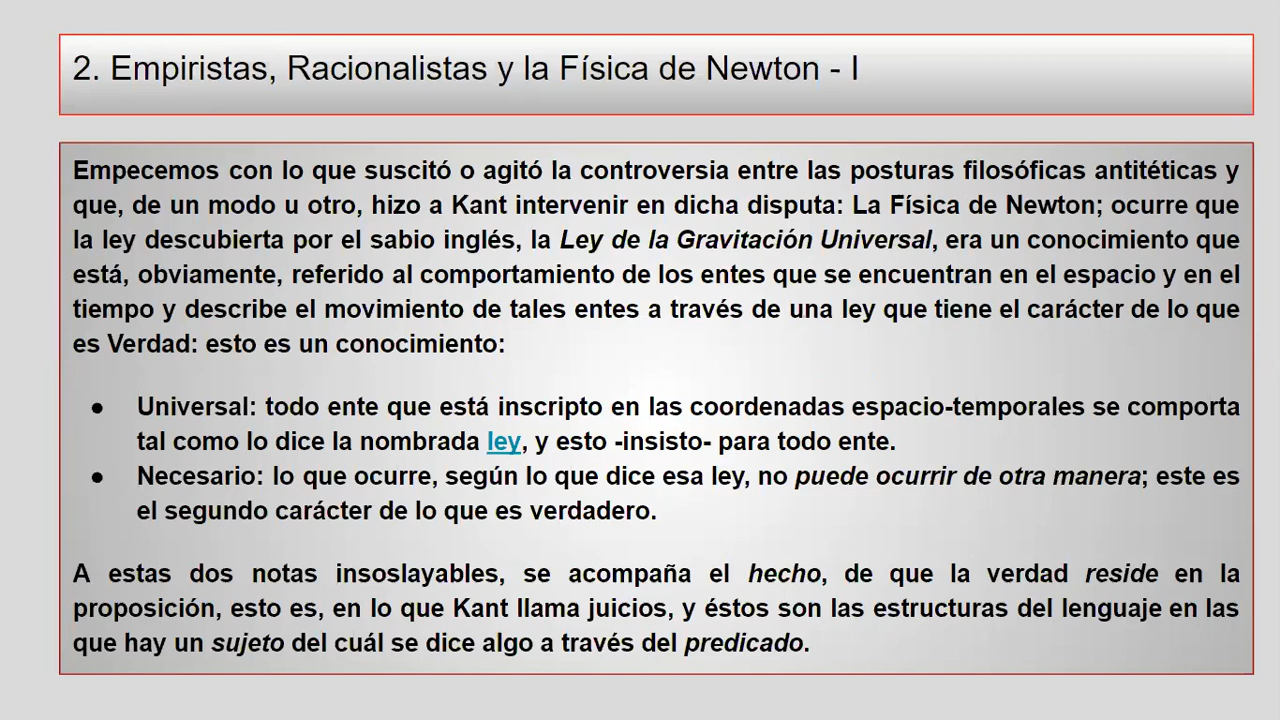 2. Empiristas, Racionalistas y la Física de Newton - I
Empecemos con lo que suscitó o agitó la controversia entre las posturas filosóficas antitéticas y
que, de un modo u otro, hizo a Kant intervenir en dicha disputa: La Física de Newton; ocurre que
la ley descubierta por el sabio inglés, la Ley de la Gravitación Universal, era un conocimiento que
está, obviamente, referido al comportamiento de los entes que se encuentran en el espacio y en el
tiempo y describe el movimiento de tales entes a través de una ley que tiene el carácter de lo que
es Verdad: esto es un conocimiento:
● Universal: todo ente que está inscripto en las coordenadas espacio-temporales se comporta
tal como lo dice la nombrada ley, y esto -insisto- para todo ente.
● Necesario: lo que ocurre, según lo que dice esa ley, no puede ocurrir de otra manera; este es
el segundo carácter de lo que es verdadero.
A estas dos notas insoslayables, se acompaña el hecho, de que la verdad reside en la
proposición, esto es, en lo que Kant llama juicios, y éstos son las estructuras del lenguaje en las
que hay un sujeto del cuál se dice algo a través del predicado.